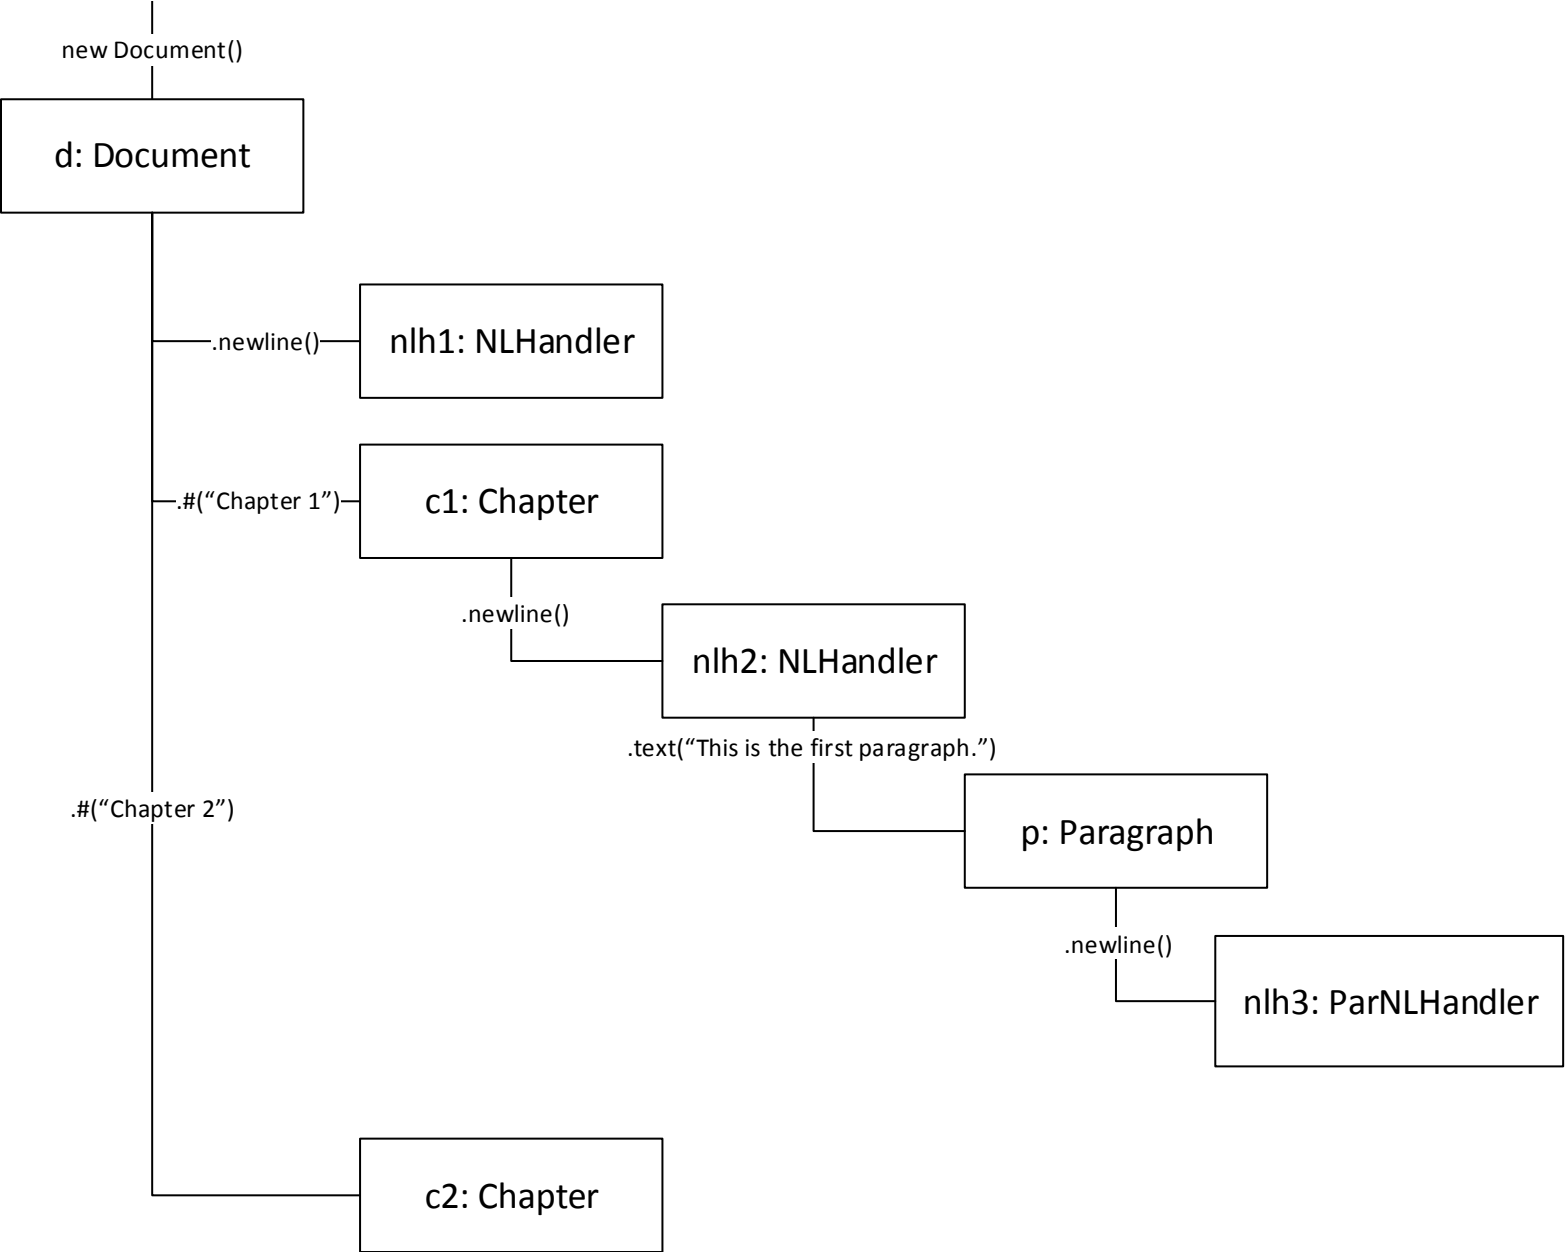 new Document()
d: Document
.newline()
nlh1: NLHandler
.#(“Chapter 1”)
c1: Chapter
.newline()
nlh2: NLHandler
.text(“This is the first paragraph.”)
.#(“Chapter 2”)
p: Paragraph
.newline()
nlh3: ParNLHandler
c2: Chapter